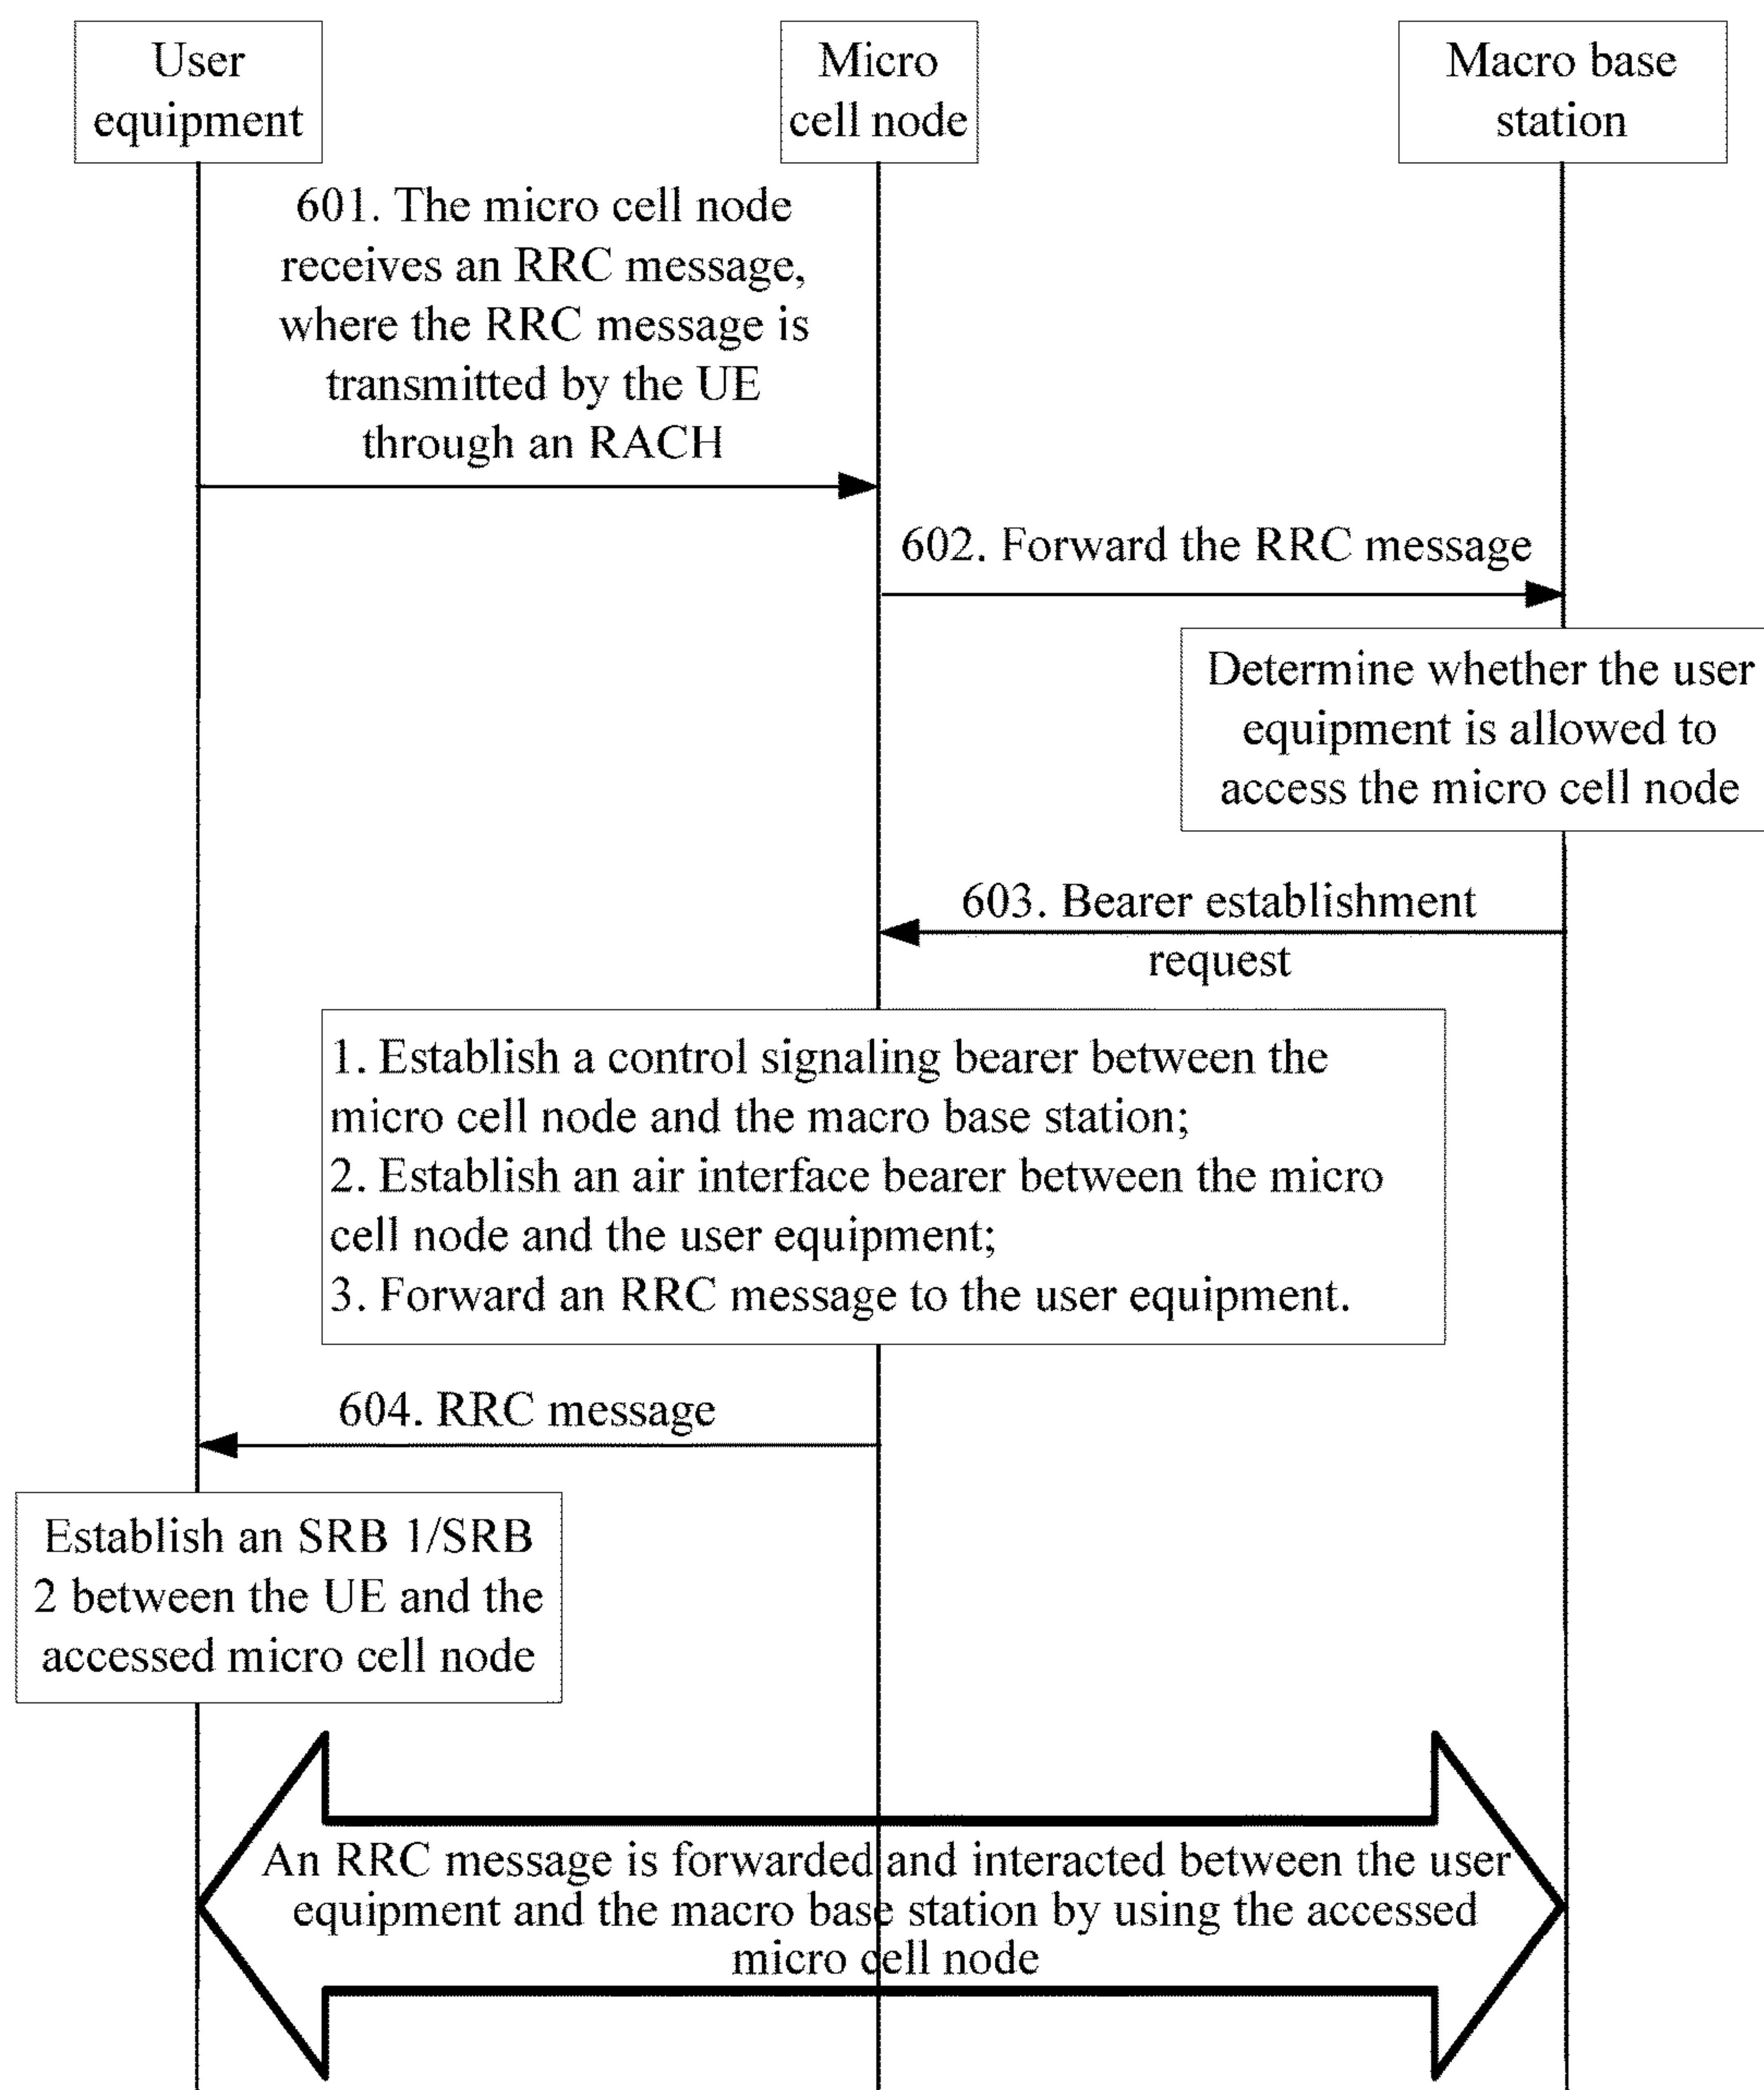 User
equipment
Micro
cell node
Macro base
station
601. The micro cell node
receives an RRC message,
where the RRC message is
transmitted by the UE
through an RACH
602. Forward the RRC message
Determine whether the user
equipment is allowed to
access the micro cell node
603. Bearer establishment
request
1. Establish a control signaling bearer between the
micro cell node and the macro base station;
2. Establish an air interface bearer between the micro
cell node and the user equipment;
3. Forward an RRC message to the user equipment.
604. RRC message
Establish an SRB 1/SRB
2 between the UE and the
accessed micro cell node
An RRC message is forwarded and interacted between the user
equipment and the macro base station by using the accessed
micro cell node